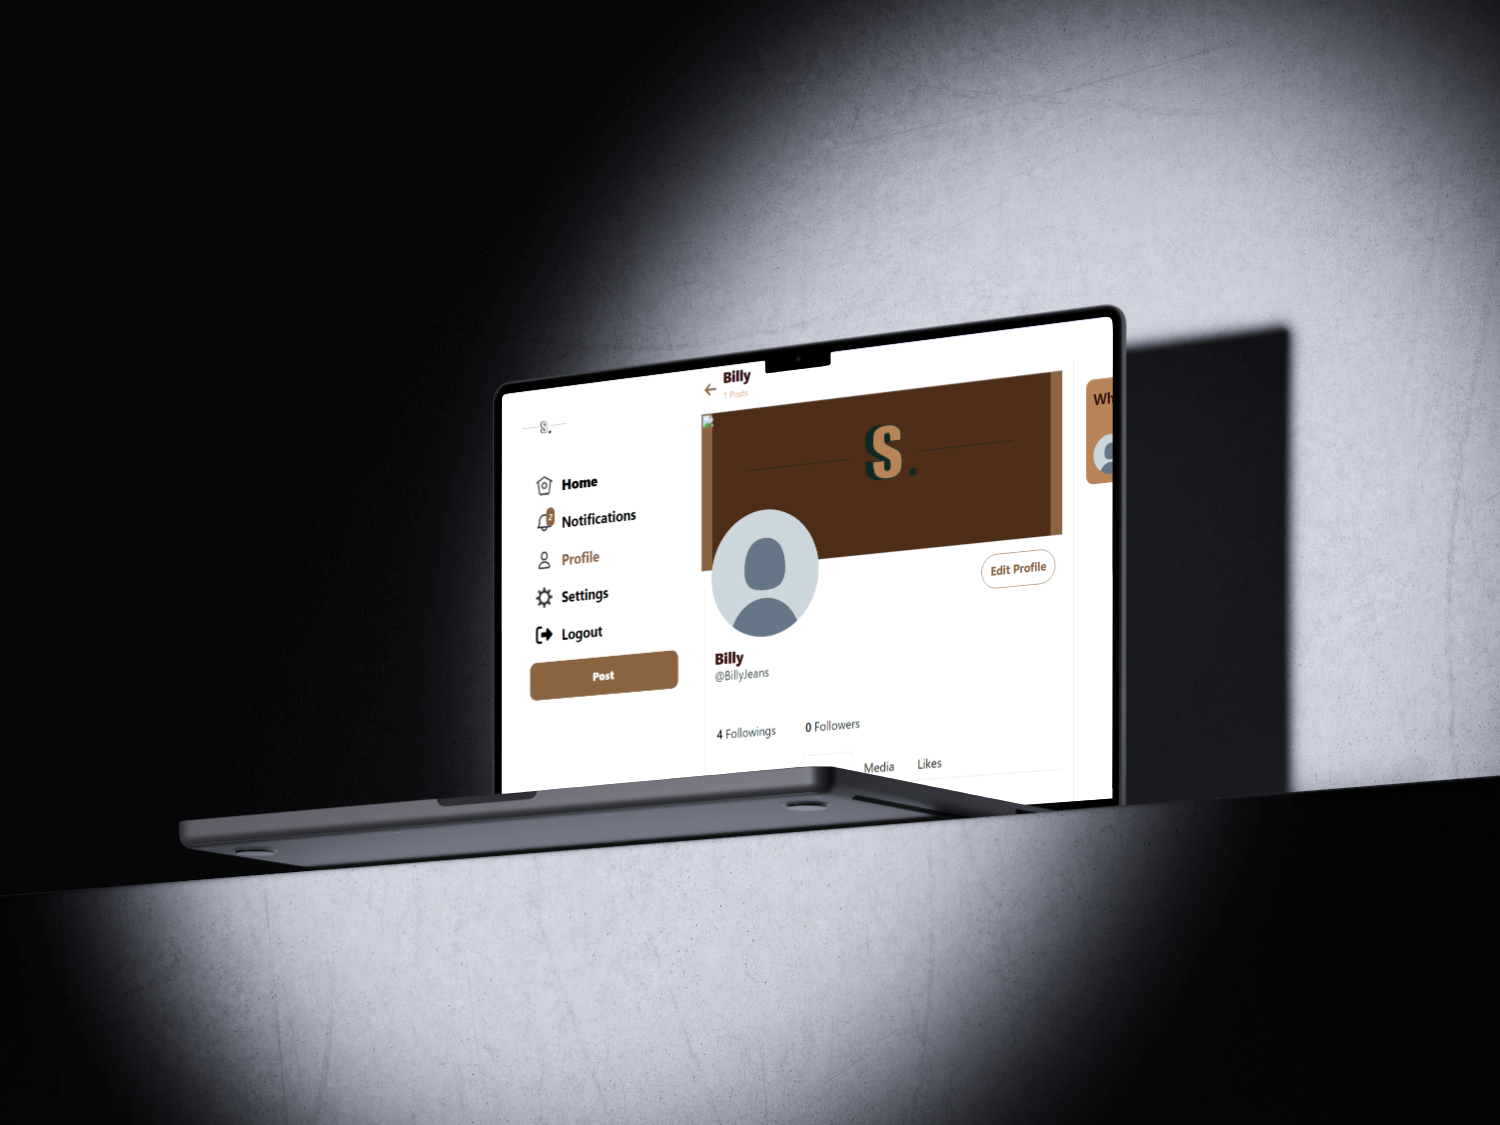 S.
Home
2
Notifications
Profile
Settings
Logout
Post
Billy
1 Posts
S.
Edit Profile
Billy
@BillyJeans
4 Followings
0 Followers
Media
Likes
Wh